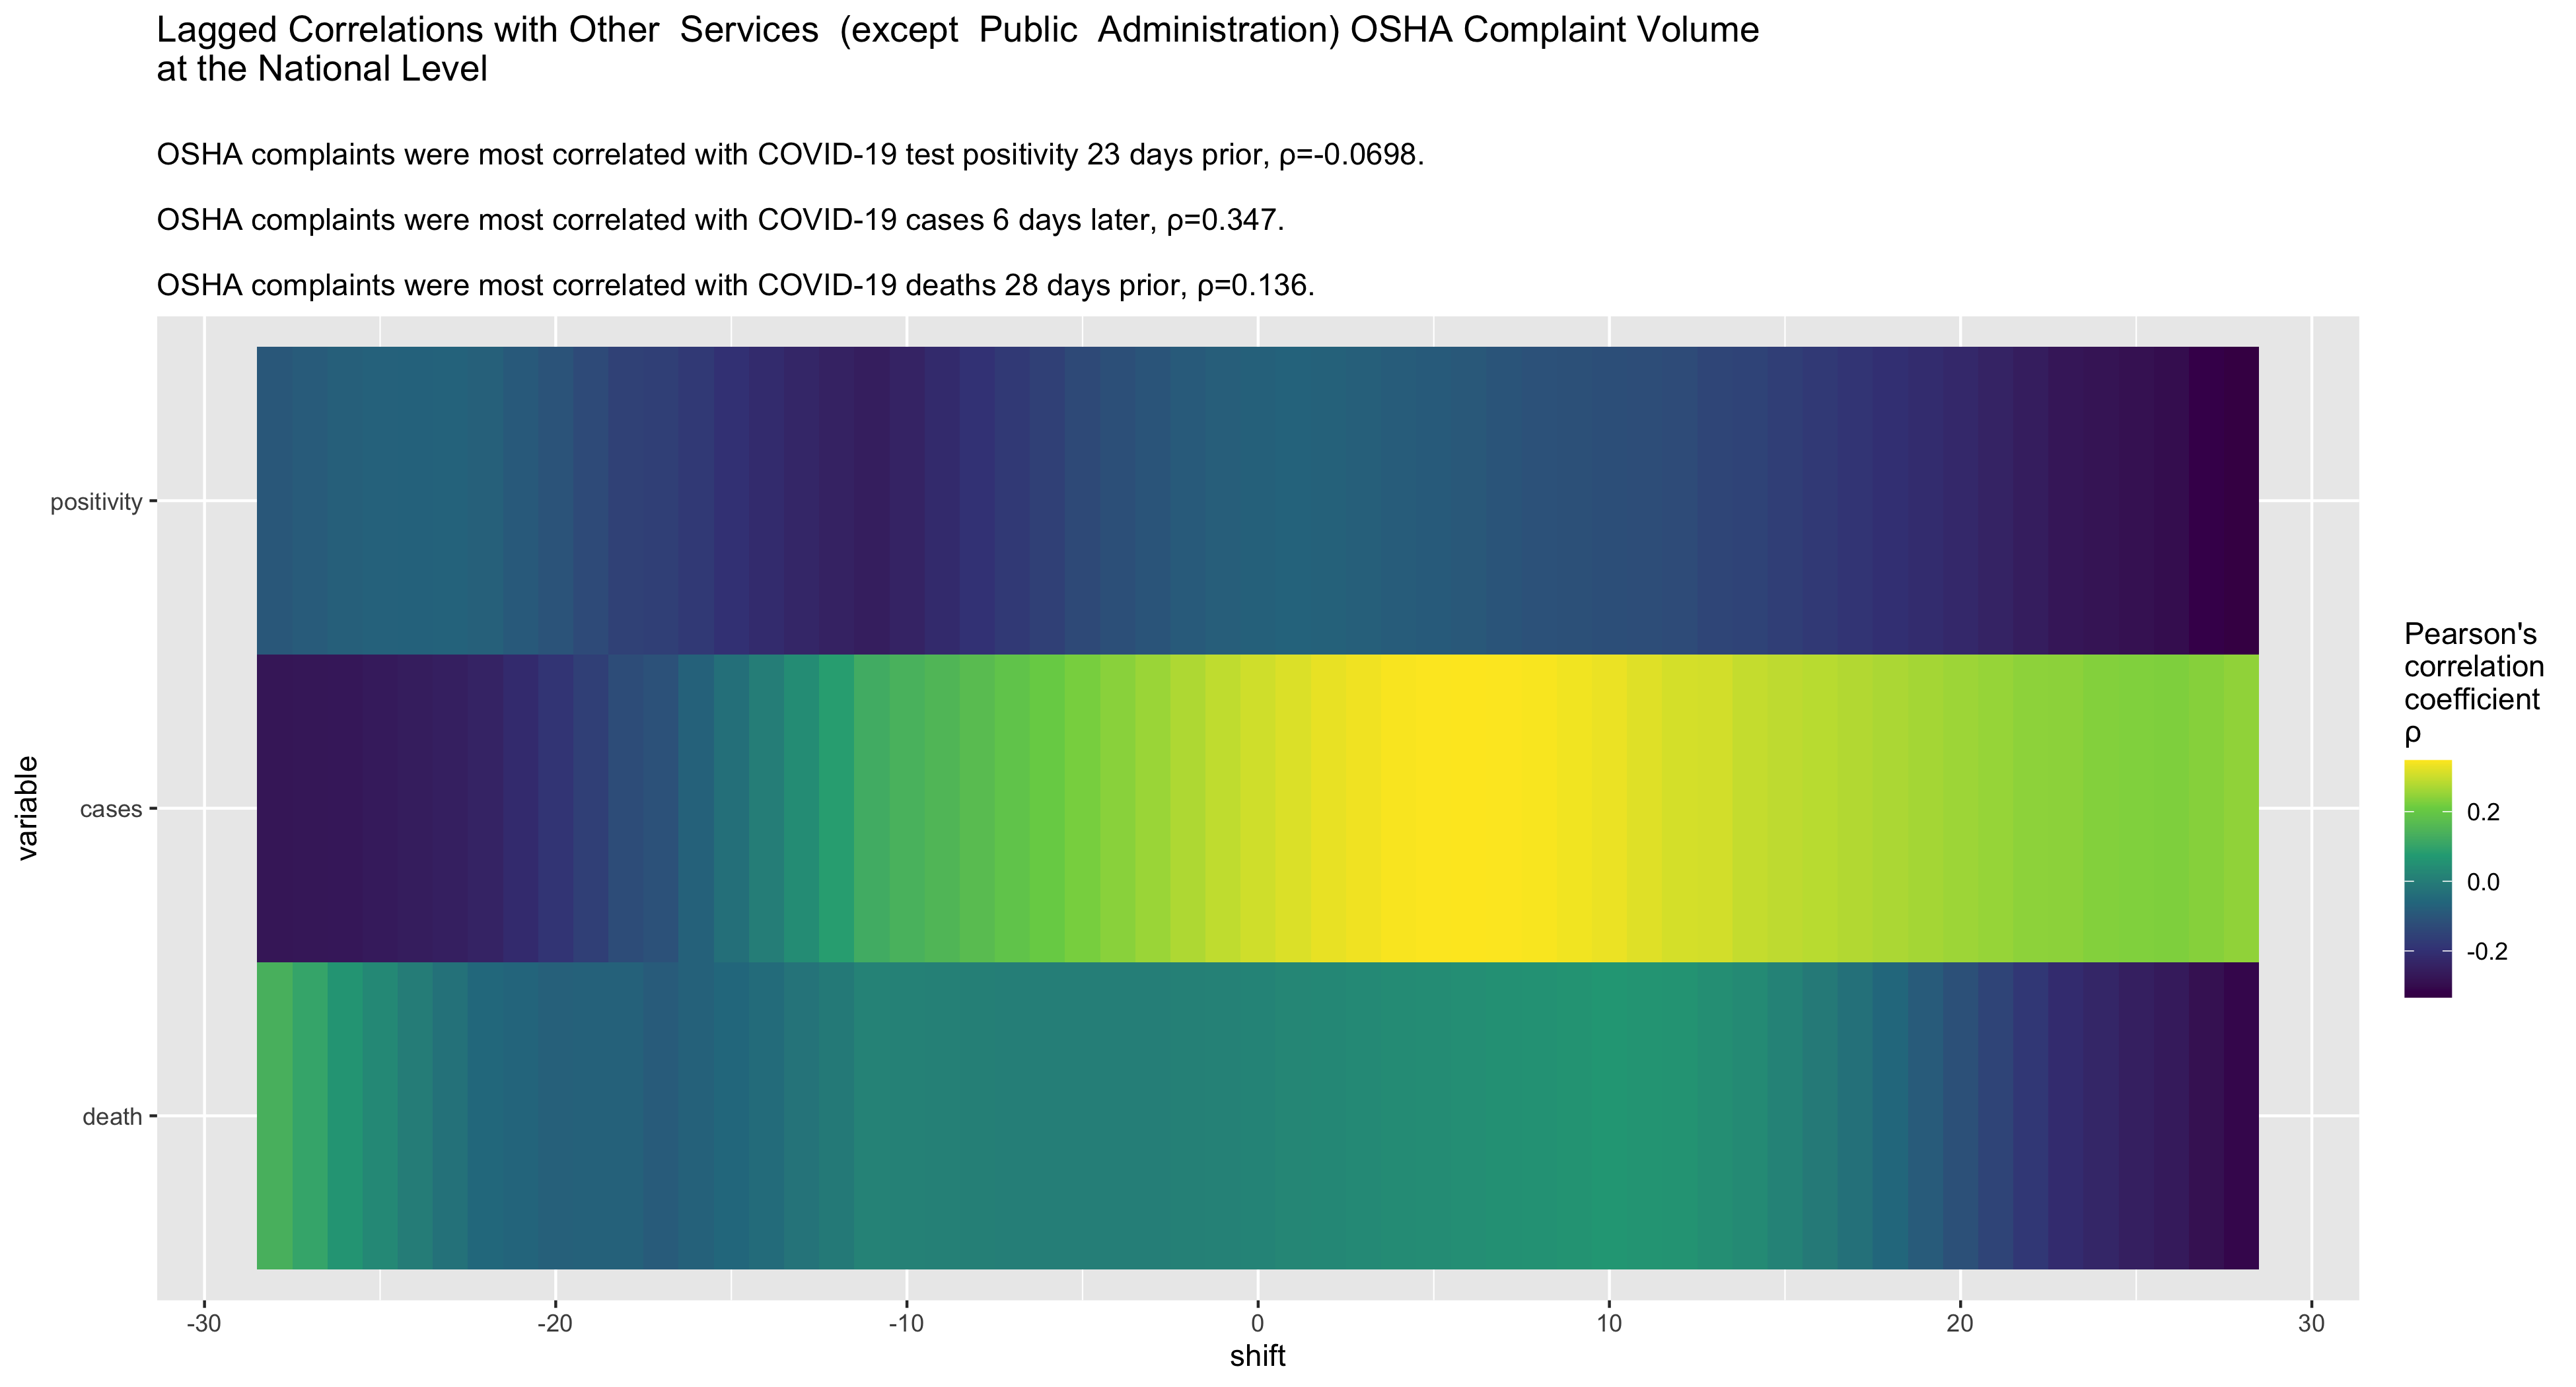 Lagged Correlations with Other  Services  (except  Public  Administration) OSHA Complaint Volume
at the National Level
OSHA complaints were most correlated with COVID-19 test positivity 23 days prior, ρ=-0.0698.
OSHA complaints were most correlated with COVID-19 cases 6 days later, ρ=0.347.
OSHA complaints were most correlated with COVID-19 deaths 28 days prior, ρ=0.136.
variable
positivity
cases
death
-30
-20
-10
0
10
20
30
shift
Pearson's
correlation
coefficient
ρ
0.2
0.0
-0.2